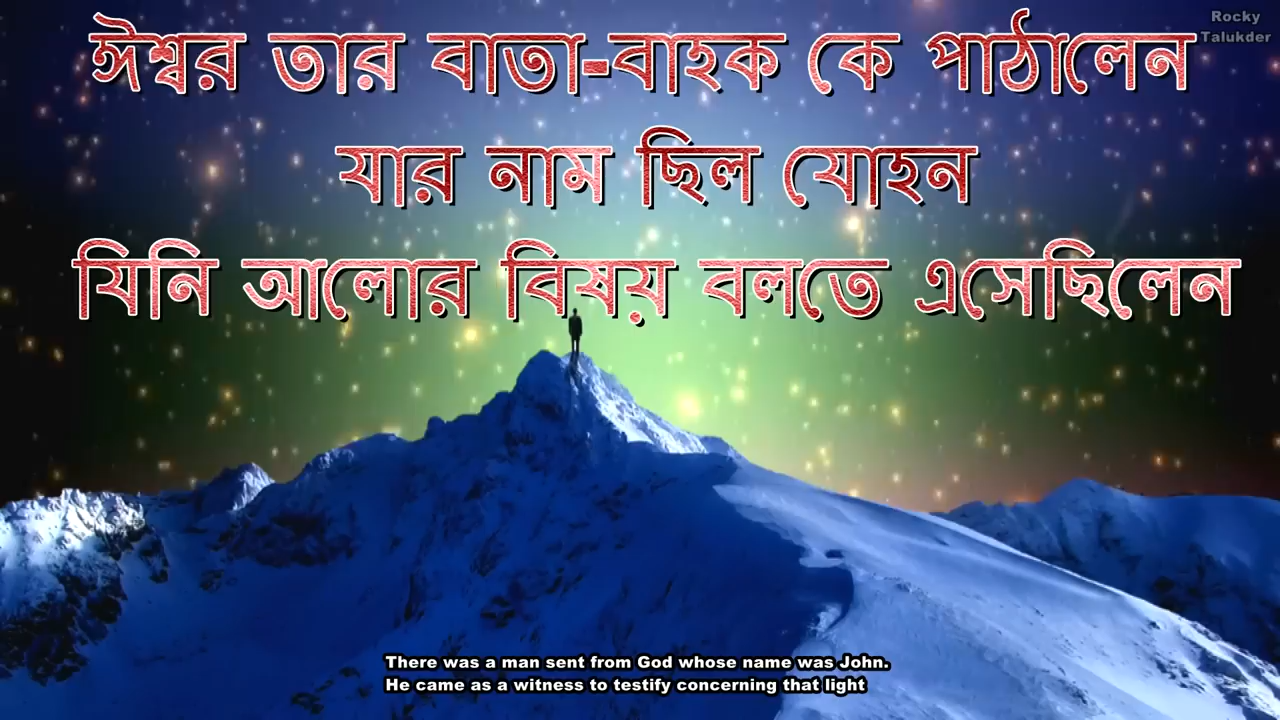 Rocky
Talukder
ঈশ্বর তার বাতা-বাহক কে পাঠালেন
যার নাম ছিল যোহন
যিনি আলোর বিষয় বলতে এসেছিলেন
There was a man sent from God whose name was John.
He came as a witness to testify concerning that light